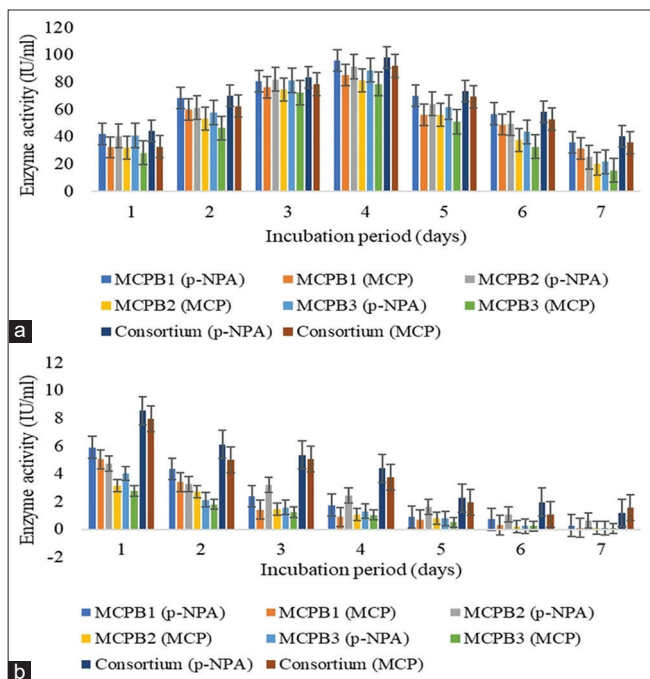 120
100
80
60
40
20
0
Enzyme activity (IU/ml)
1 2 3 4 5 6 7
Incubation period (days)
MCPB1 (p-NPA) MCPB1 (MCP) MCPB2 (p-NPA)
MCPB2 (MCP) MCPB3 (p-NPA) MCPB3 (MCP)
Consortium (p-NPA) Consortium (MCP)
a
12
10
8
6
4
2
0
-2
Enzyme activity (IU/ml)
1 2 3 4 5 6 7
Incubation period (days)
MCPB1 (p-NPA) MCPB1 (MCP) MCPB2 (p-NPA)
MCPB2 (MCP) MCPB3 (p-NPA) MCPB3 (MCP)
Consortium (p-NPA) Consortium (MCP)
b